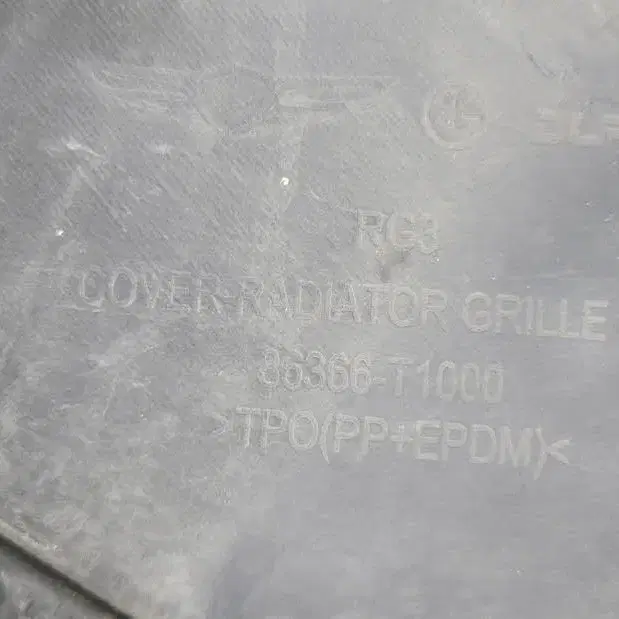 RG3
COVER-RADIATOR GRILLE
86366-T1000
>TPO(PP+EPDM)<